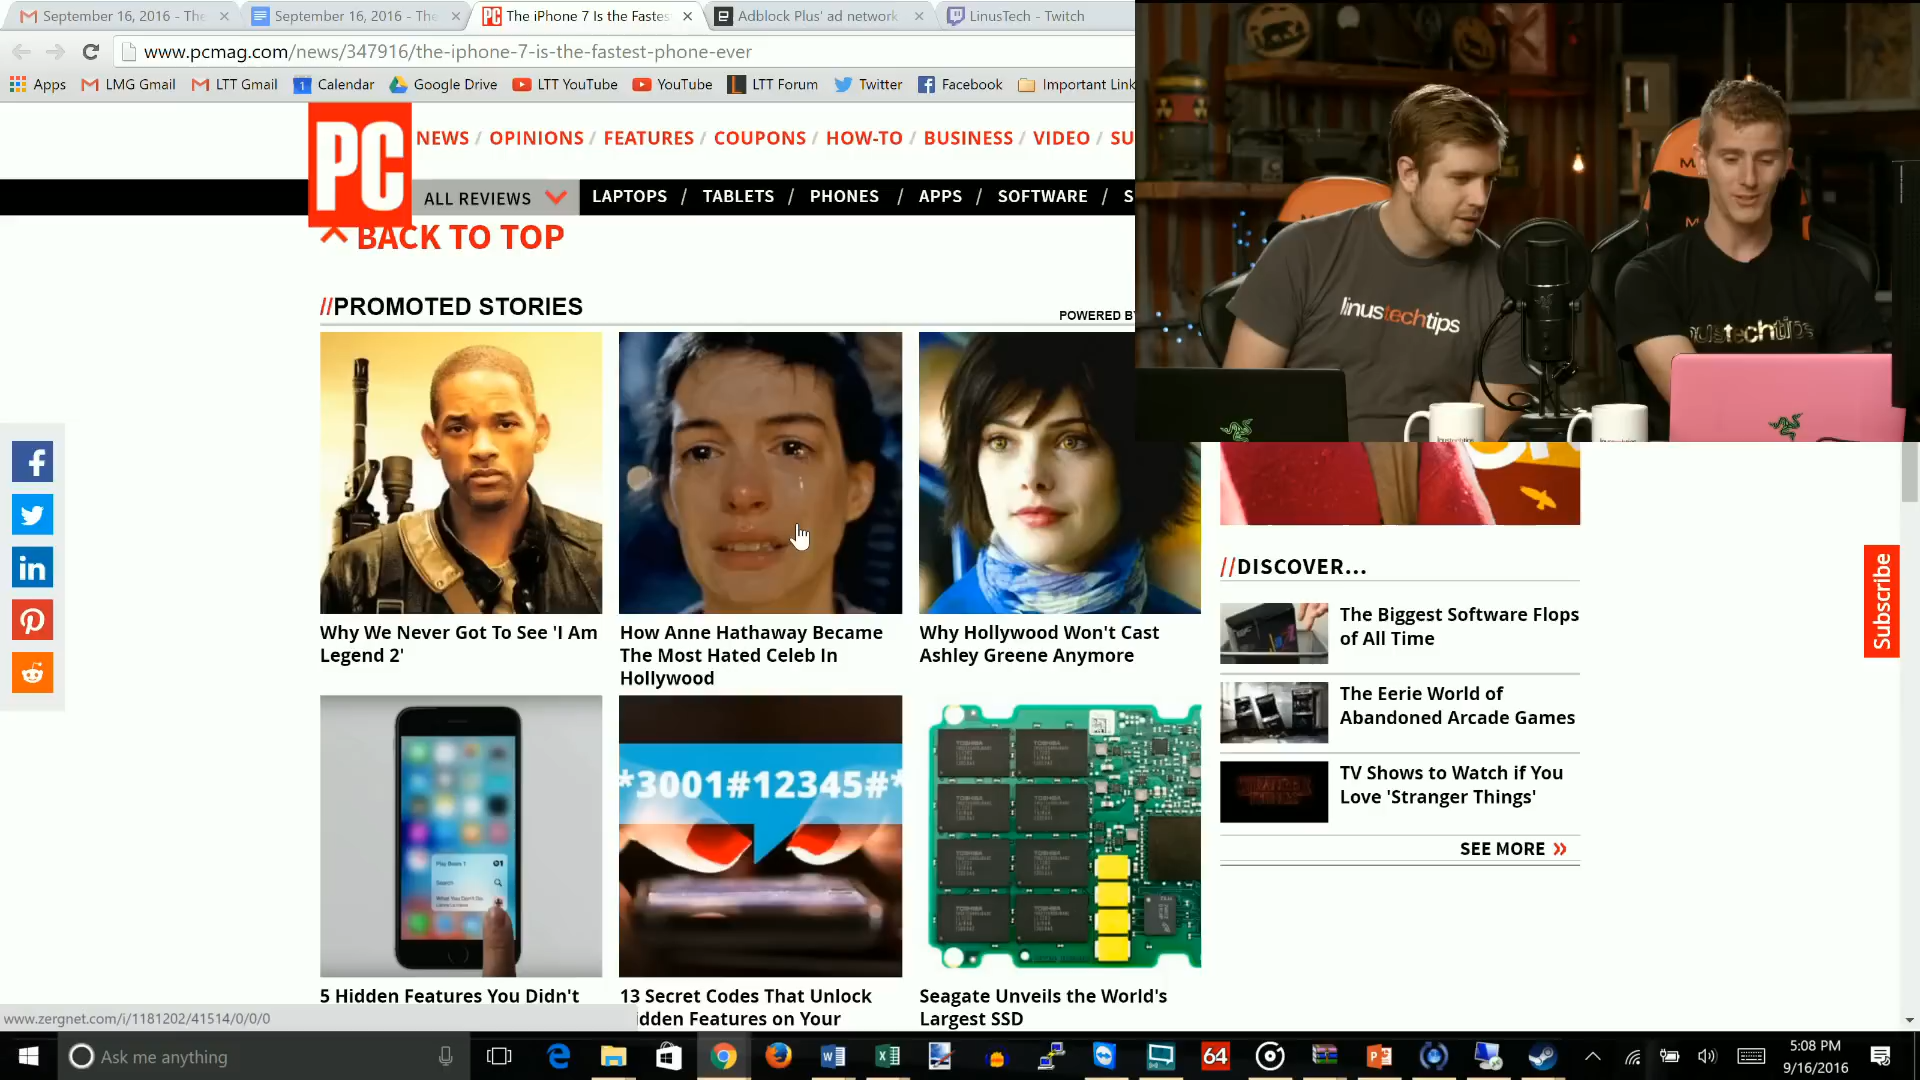 September 16, 2016 - The
September 16, 2016 - The
PC The iPhone 7 Is the Fastes
Adblock Plus' ad network
LinusTech - Twitch
www.pcmag.com/news/347916/the-iphone-7-is-the-fastest-phone-ever
Apps
LMG Gmail
LTT Gmail
1 Calendar
Google Drive
LTT YouTube
YouTube
LTT Forum
Twitter
Facebook
Important Link
PC
NEWS / OPINIONS / FEATURES / COUPONS / HOW-TO / BUSINESS / VIDEO / SU
ALL REVIEWS
LAPTOPS / TABLETS / PHONES / APPS / SOFTWARE / S
BACK TO TOP
//PROMOTED STORIES
POWERED BY
linustechtips
linustechtips
Why We Never Got To See 'I Am
Legend 2'
How Anne Hathaway Became
The Most Hated Celeb In
Hollywood
Why Hollywood Won't Cast
Ashley Greene Anymore
//DISCOVER...
The Biggest Software Flops
of All Time
The Eerie World of
Abandoned Arcade Games
TV Shows to Watch if You
Love 'Stranger Things'
SEE MORE »
Subscribe
Search
*3001#12345#*
TOSHIBA
5 Hidden Features You Didn't
13 Secret Codes That Unlock
idden Features on Your
Seagate Unveils the World's
Largest SSD
www.zergnet.com/i/1181202/41514/0/0/0
Ask me anything
64
5:08 PM
9/16/2016